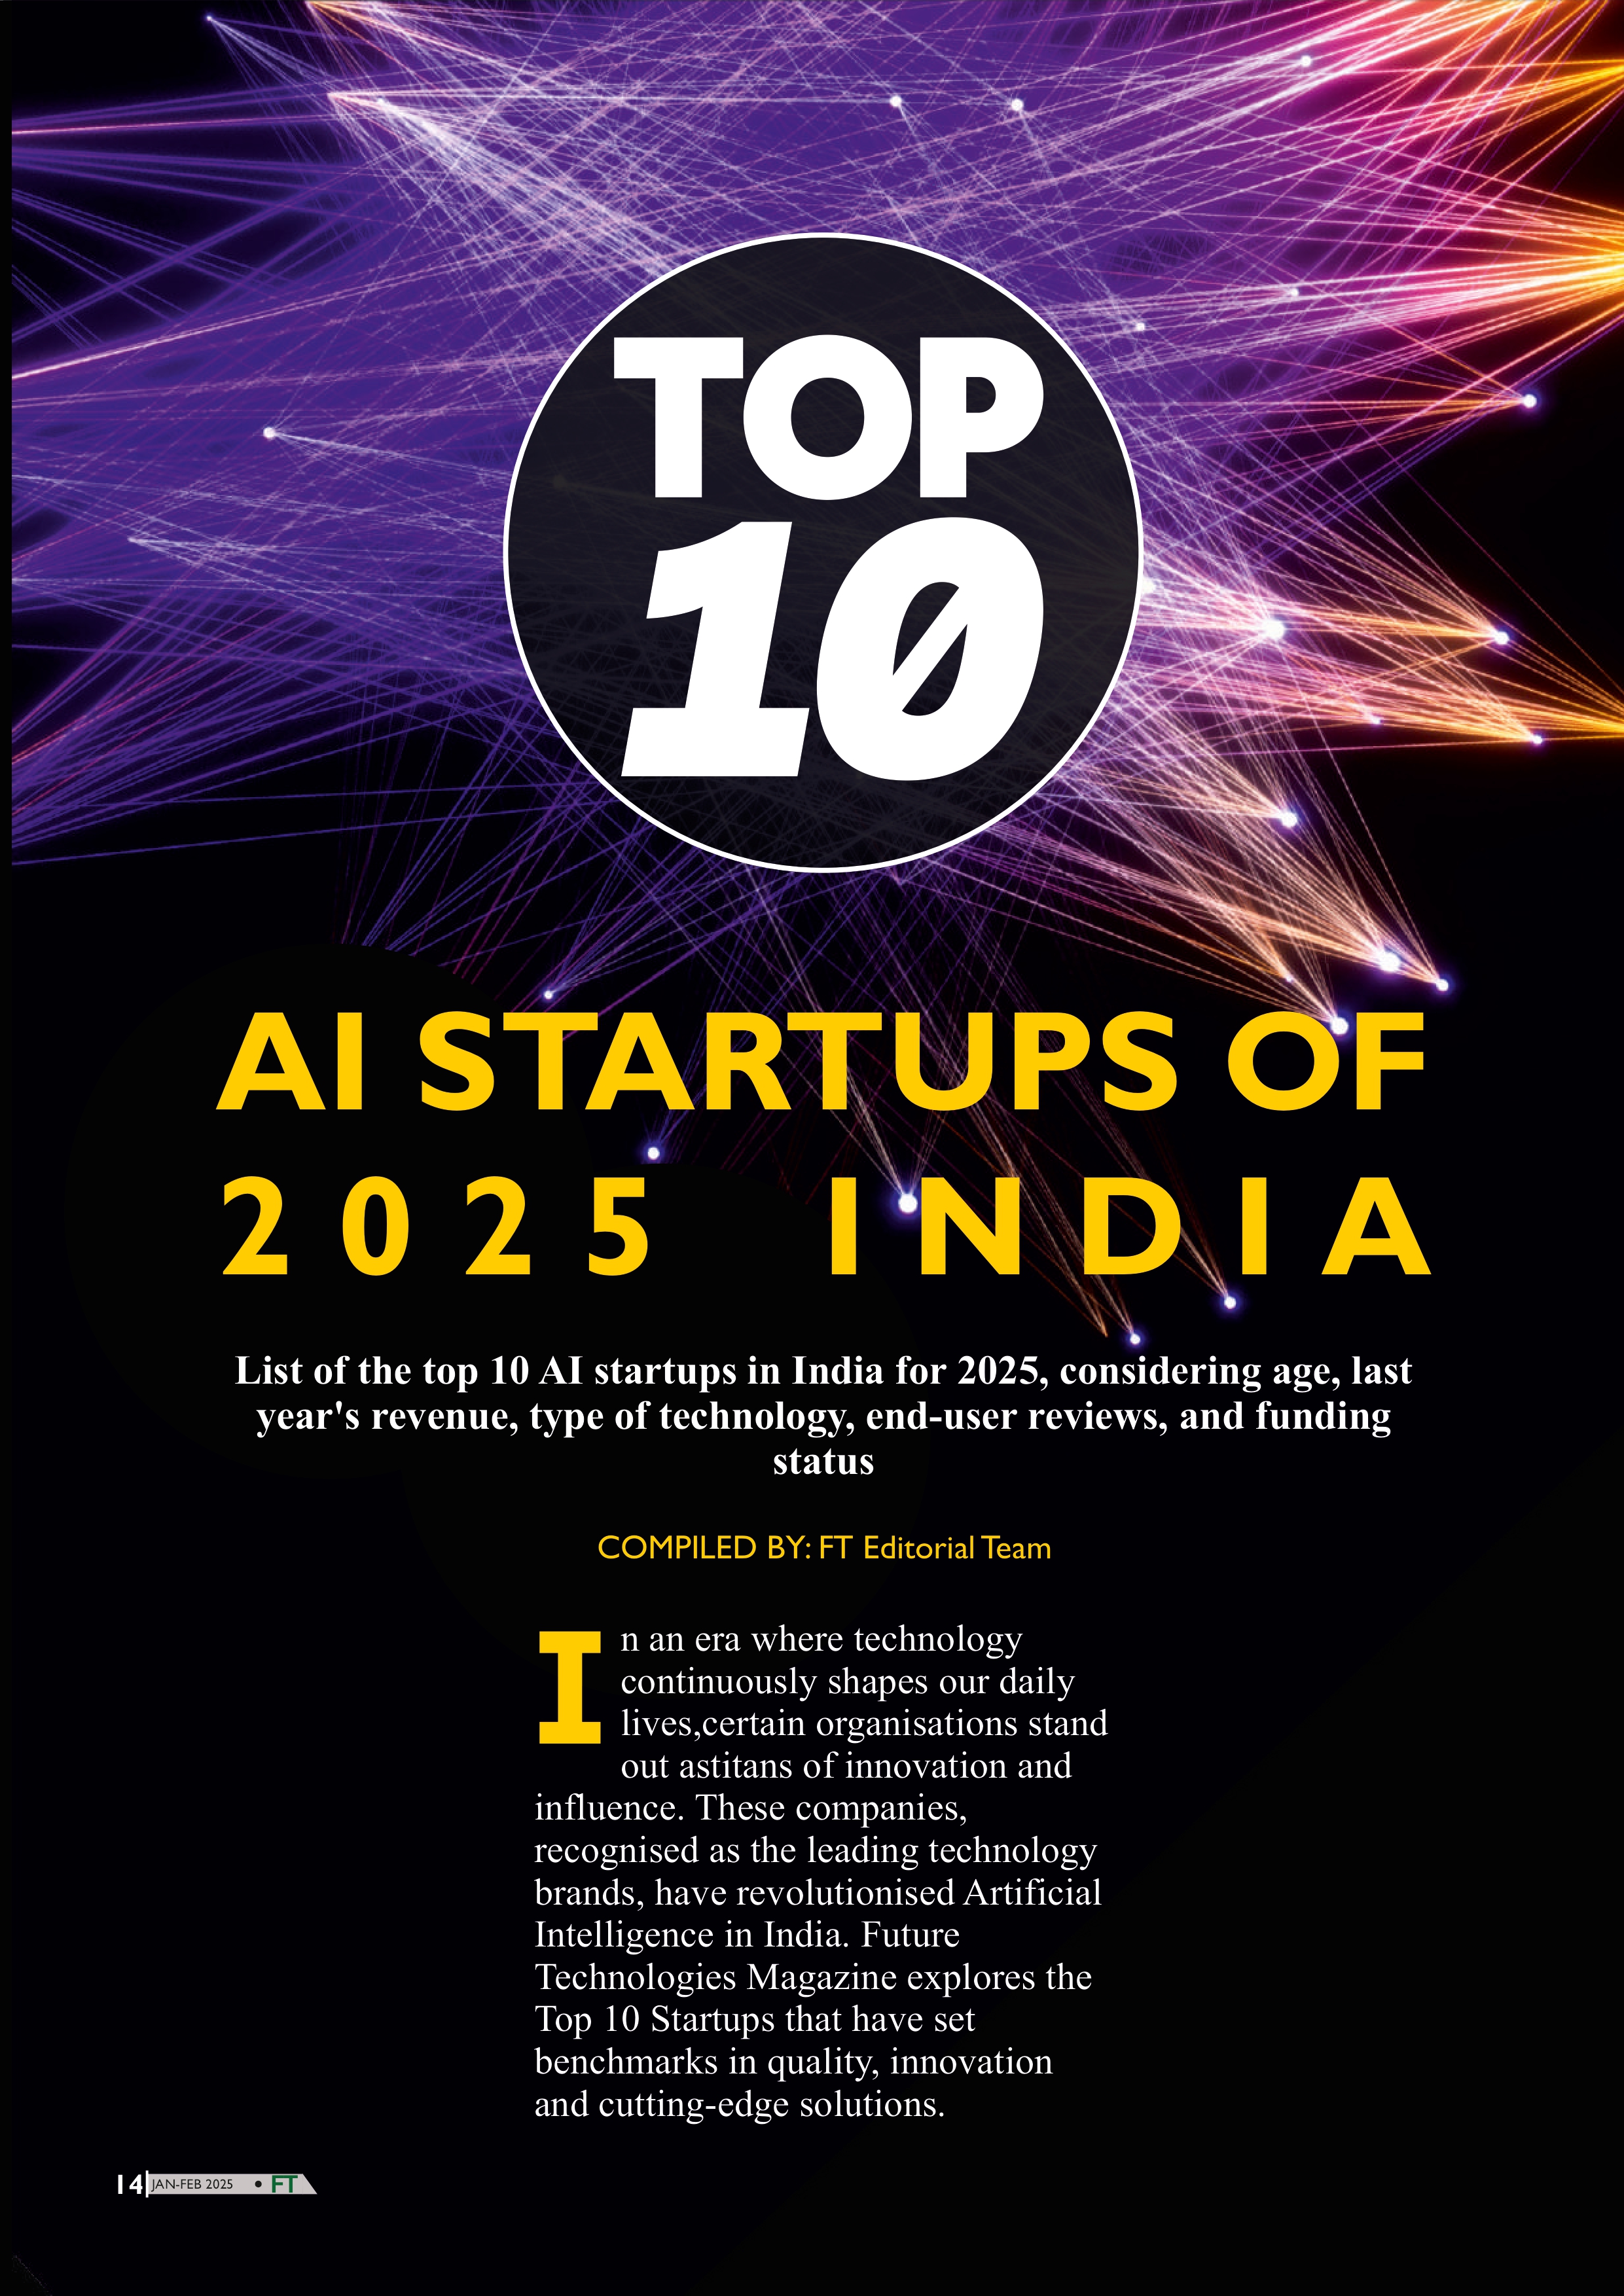 TOP
10
AI STARTUPS OF
2025 INDIA
List of the top 10 AI startups in India for 2025, considering age, last
year's revenue, type of technology, end-user reviews, and funding
status
COMPILED BY: FT Editorial Team
In an era where technology
continuously shapes our daily
lives,certain organisations stand
out astitans of innovation and
influence. These companies,
recognised as the leading technology
brands, have revolutionised Artificial
Intelligence in India. Future
Technologies Magazine explores the
Top 10 Startups that have set
benchmarks in quality, innovation
and cutting-edge solutions.
14 JAN-FEB 2025 • FT